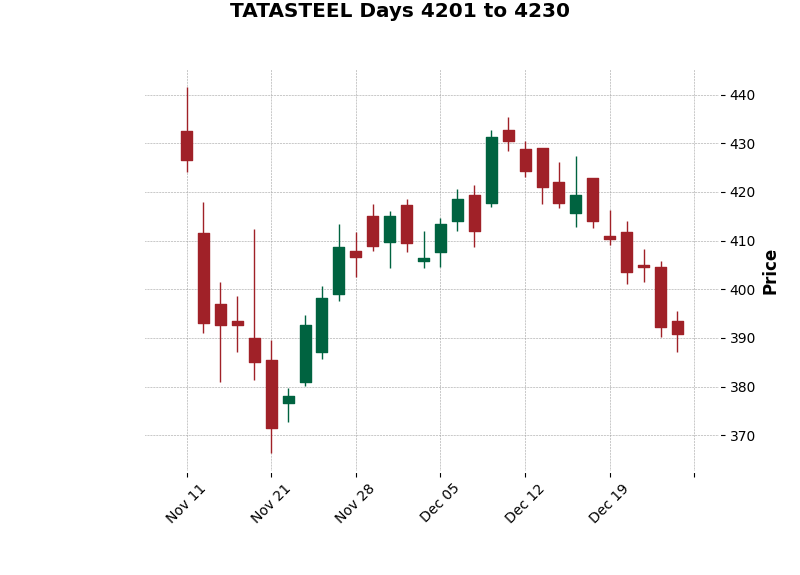 TATASTEEL Days 4201 to 4230
440
430
420
410
400
390
380
370
Price
Nov 11
Nov 21
Nov 28
Dec 05
Dec 12
Dec 19